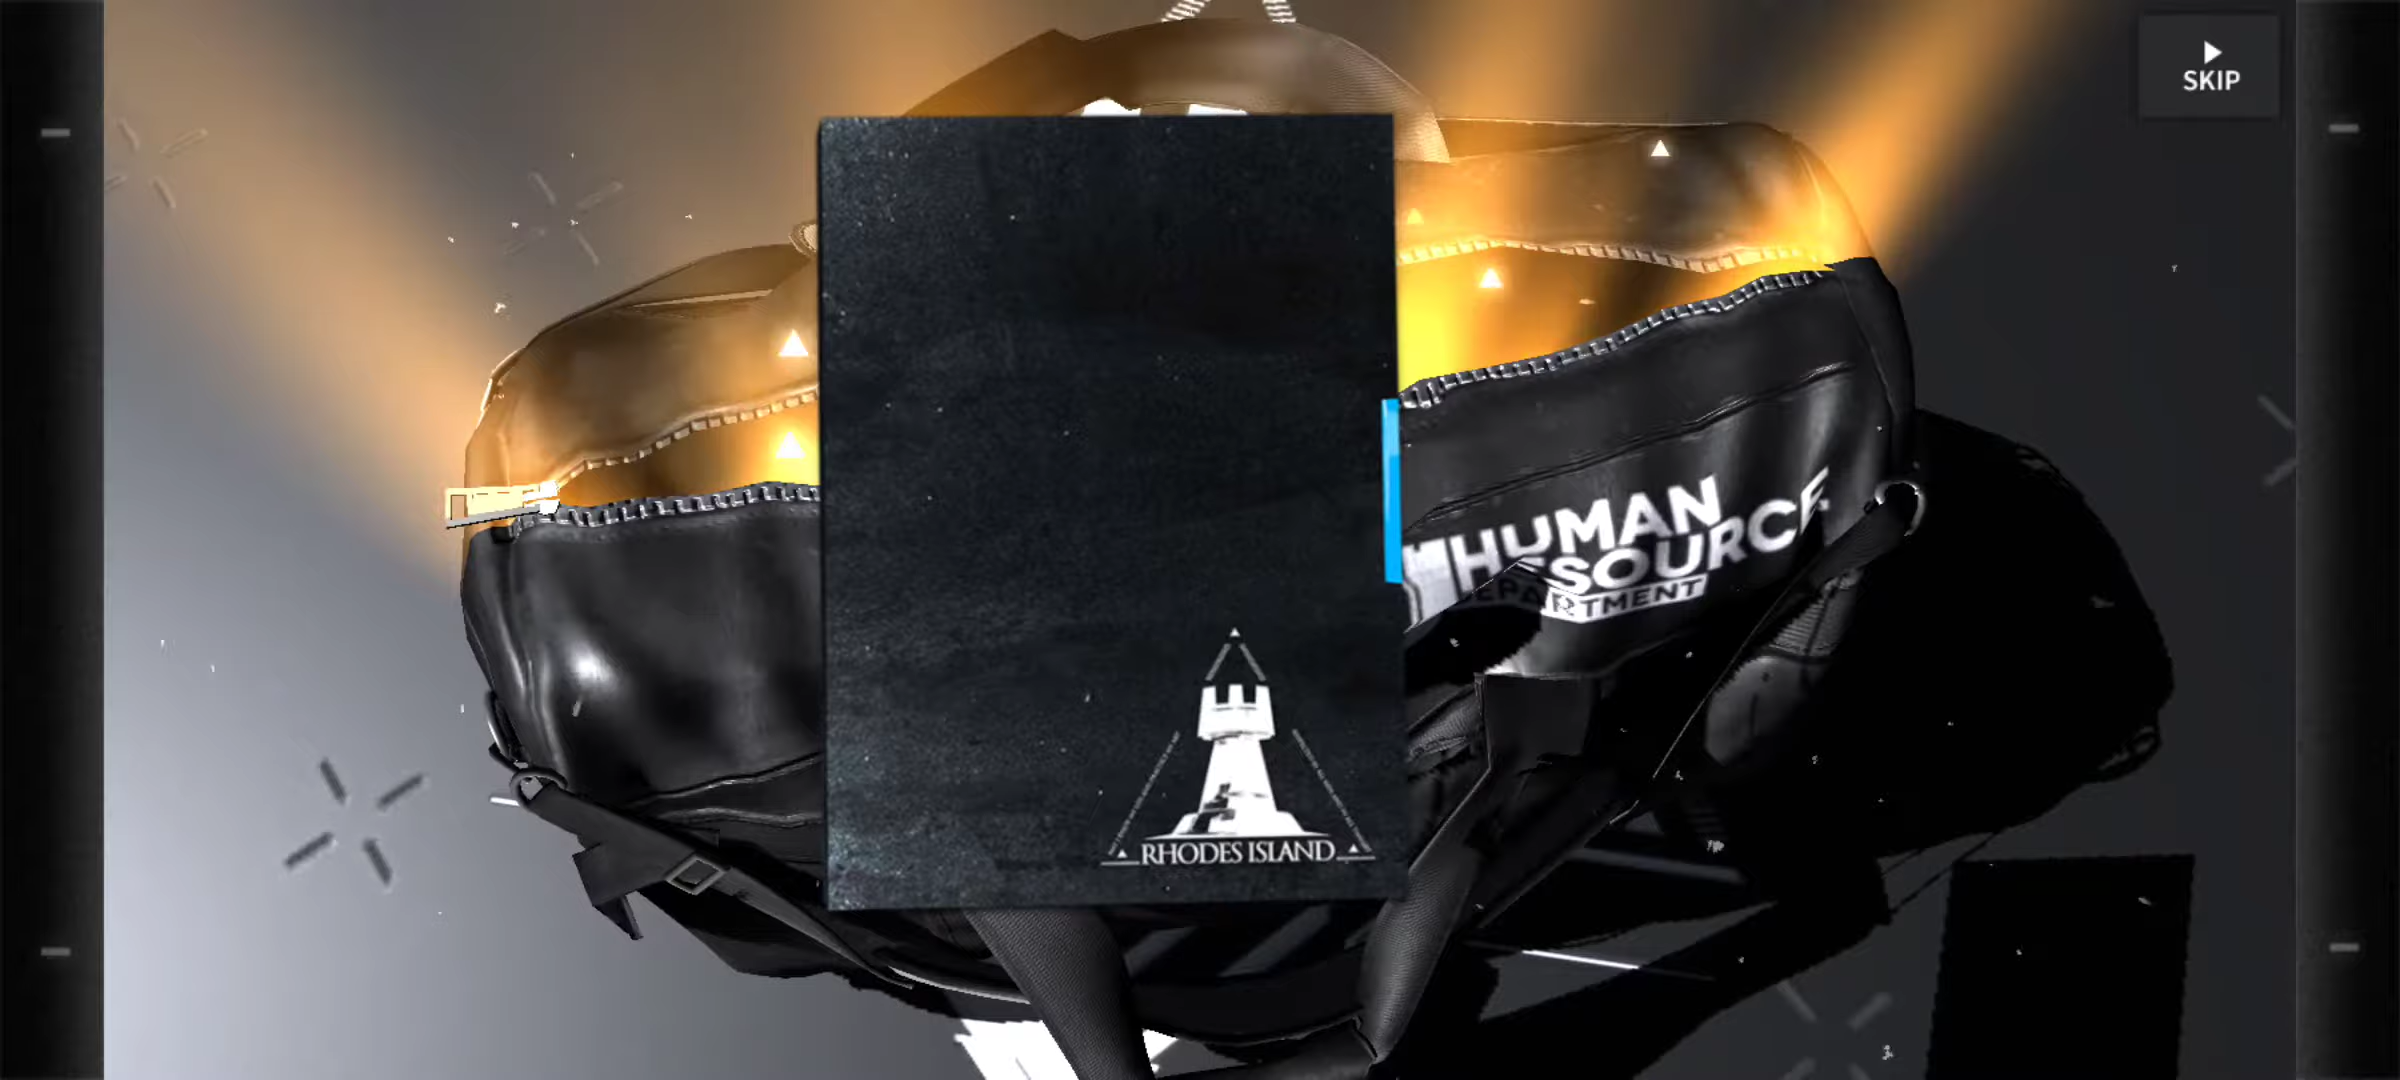 SKIP
HUMAN
RESOURCE
DEPARTMENT
RHODES ISLAND